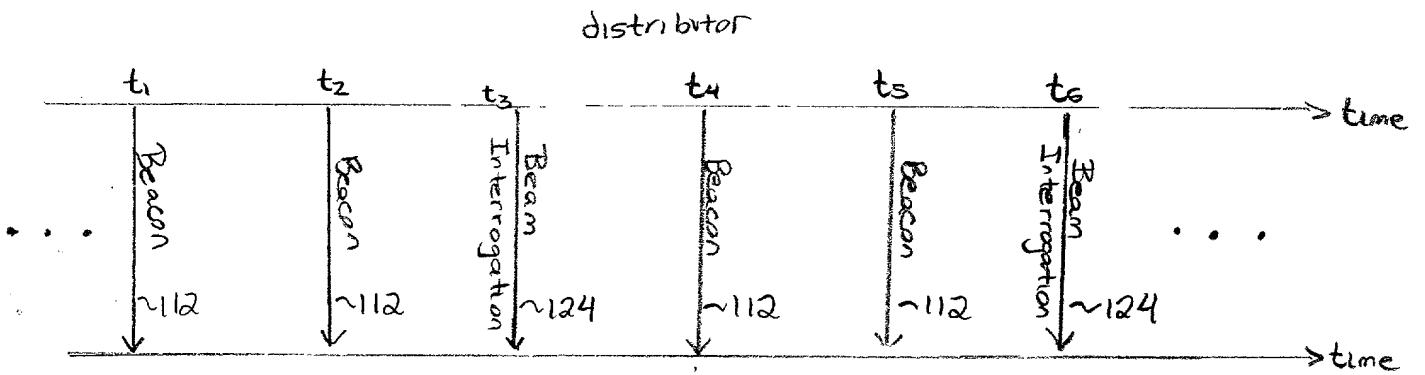 distributor
t1 t2 t3 t4 t5 t6
time
Beacon
Beacon
Beam
Interrogation
Beacon
Beacon
Beam
Interrogation
~112
~112
~124
~112
~112
~124
time